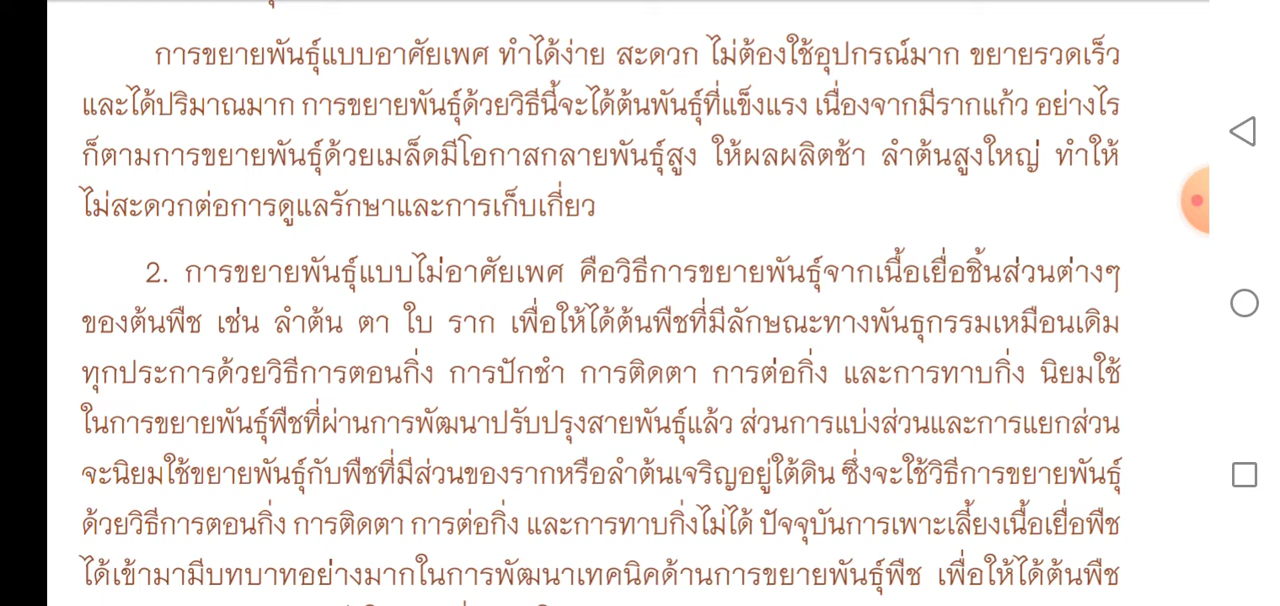 การขยายพันธุ์แบบอาศัยเพศ ทำได้ง่าย สะดวก ไม่ต้องใช้อุปกรณ์มาก ขยายรวดเร็ว
และได้ปริมาณมาก การขยายพันธุ์ด้วยวิธีนี้จะได้ต้นพันธุ์ที่แข็งแรง เนื่องจากมีรากแก้ว อย่างไร
ก็ตามการขยายพันธุ์ด้วยเมล็ดมีโอกาสกลายพันธุ์สูง ให้ผลผลิตช้า ลำต้นสูงใหญ่ ทำให้
ไม่สะดวกต่อการดูแลรักษาและการเก็บเกี่ยว
2. การขยายพันธุ์แบบไม่อาศัยเพศ คือวิธีการขยายพันธุ์จากเนื้อเยื่อชิ้นส่วนต่างๆ
ของต้นพืช เช่น ลำต้น ตา ใบ ราก เพื่อให้ได้ต้นพืชที่มีลักษณะทางพันธุกรรมเหมือนเดิม
ทุกประการด้วยวิธีการตอนกิ่ง การปักชำ การติดตา การต่อกิ่ง และการทาบกิ่ง นิยมใช้
ในการขยายพันธุ์พืชที่ผ่านการพัฒนาปรับปรุงสายพันธุ์แล้ว ส่วนการแบ่งส่วนและการแยกส่วน
จะนิยมใช้ขยายพันธุ์กับพืชที่มีส่วนของรากหรือลำต้นเจริญอยู่ใต้ดิน ซึ่งจะใช้วิธีการขยายพันธุ์
ด้วยวิธีการตอนกิ่ง การติดตา การต่อกิ่ง และการทาบกิ่งไม่ได้ ปัจจุบันการเพาะเลี้ยงเนื้อเยื่อพืช
ได้เข้ามามีบทบาทอย่างมากในการพัฒนาเทคนิคด้านการขยายพันธุ์พืช เพื่อให้ได้ต้นพืช